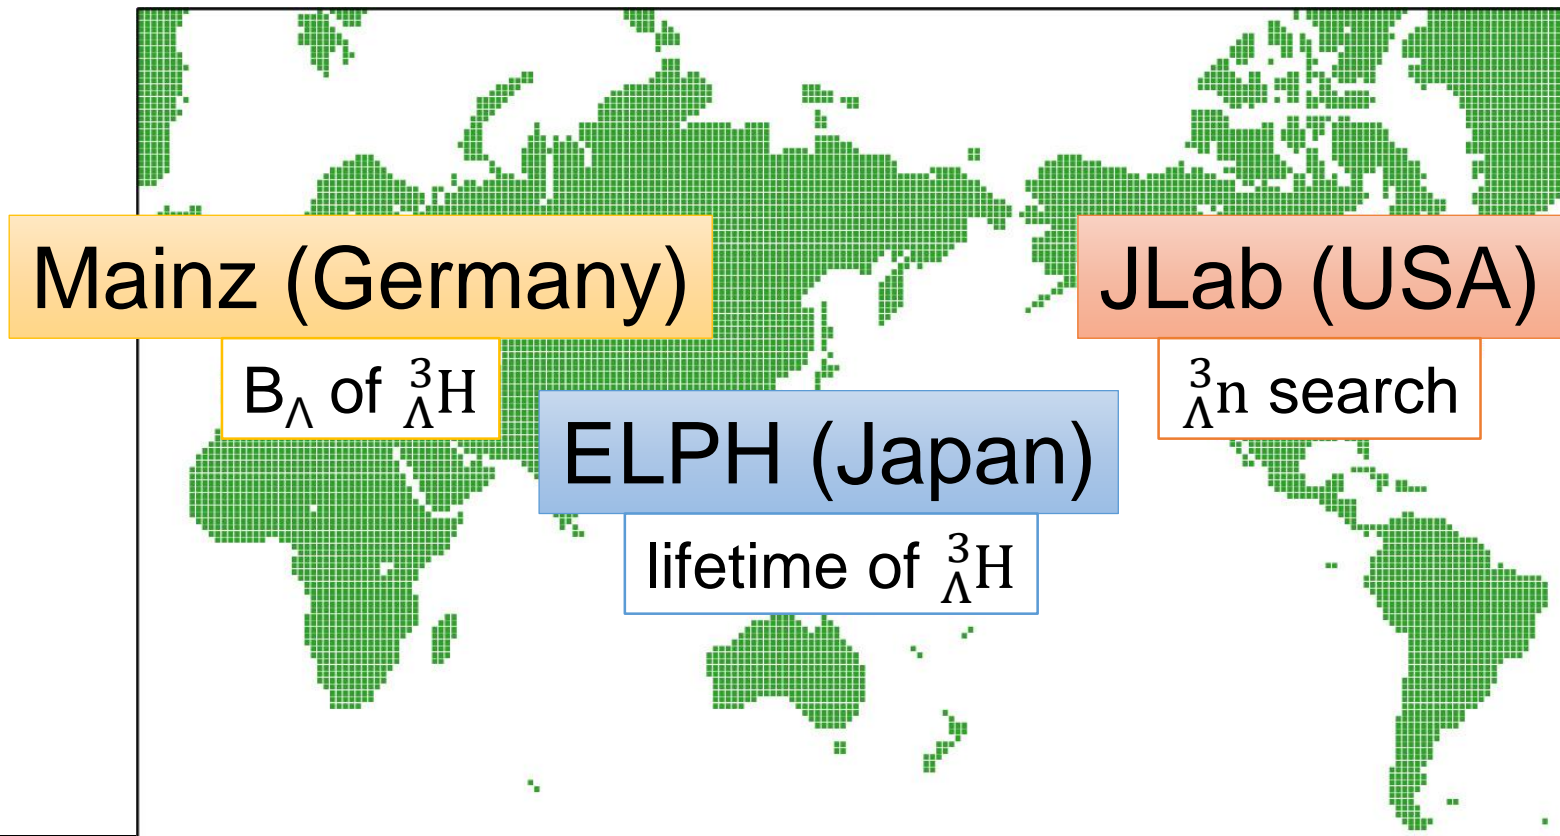 Mainz (Germany)
B_Λ of ³_ΛH
JLab (USA)
³_Λn search
ELPH (Japan)
lifetime of ³_ΛH